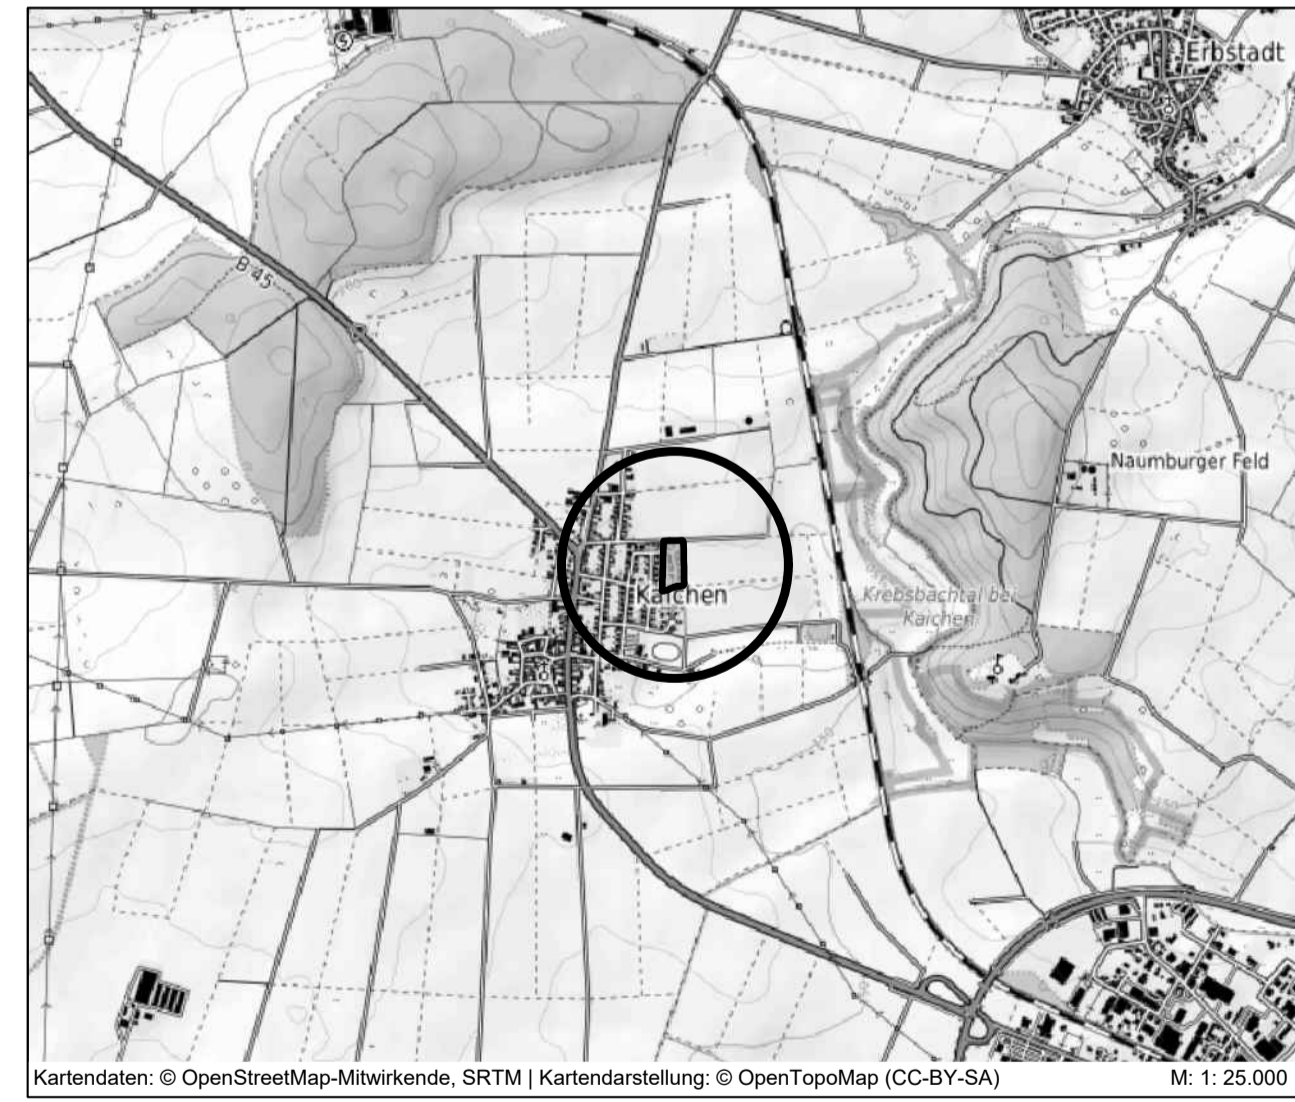 Erbstadt
B 45
Naumburger Feld
Krebsbachtal bei
Kaichen
Kaichen
Kartendaten: © OpenStreetMap-Mitwirkende, SRTM | Kartendarstellung: © OpenTopoMap (CC-BY-SA)
M: 1: 25.000